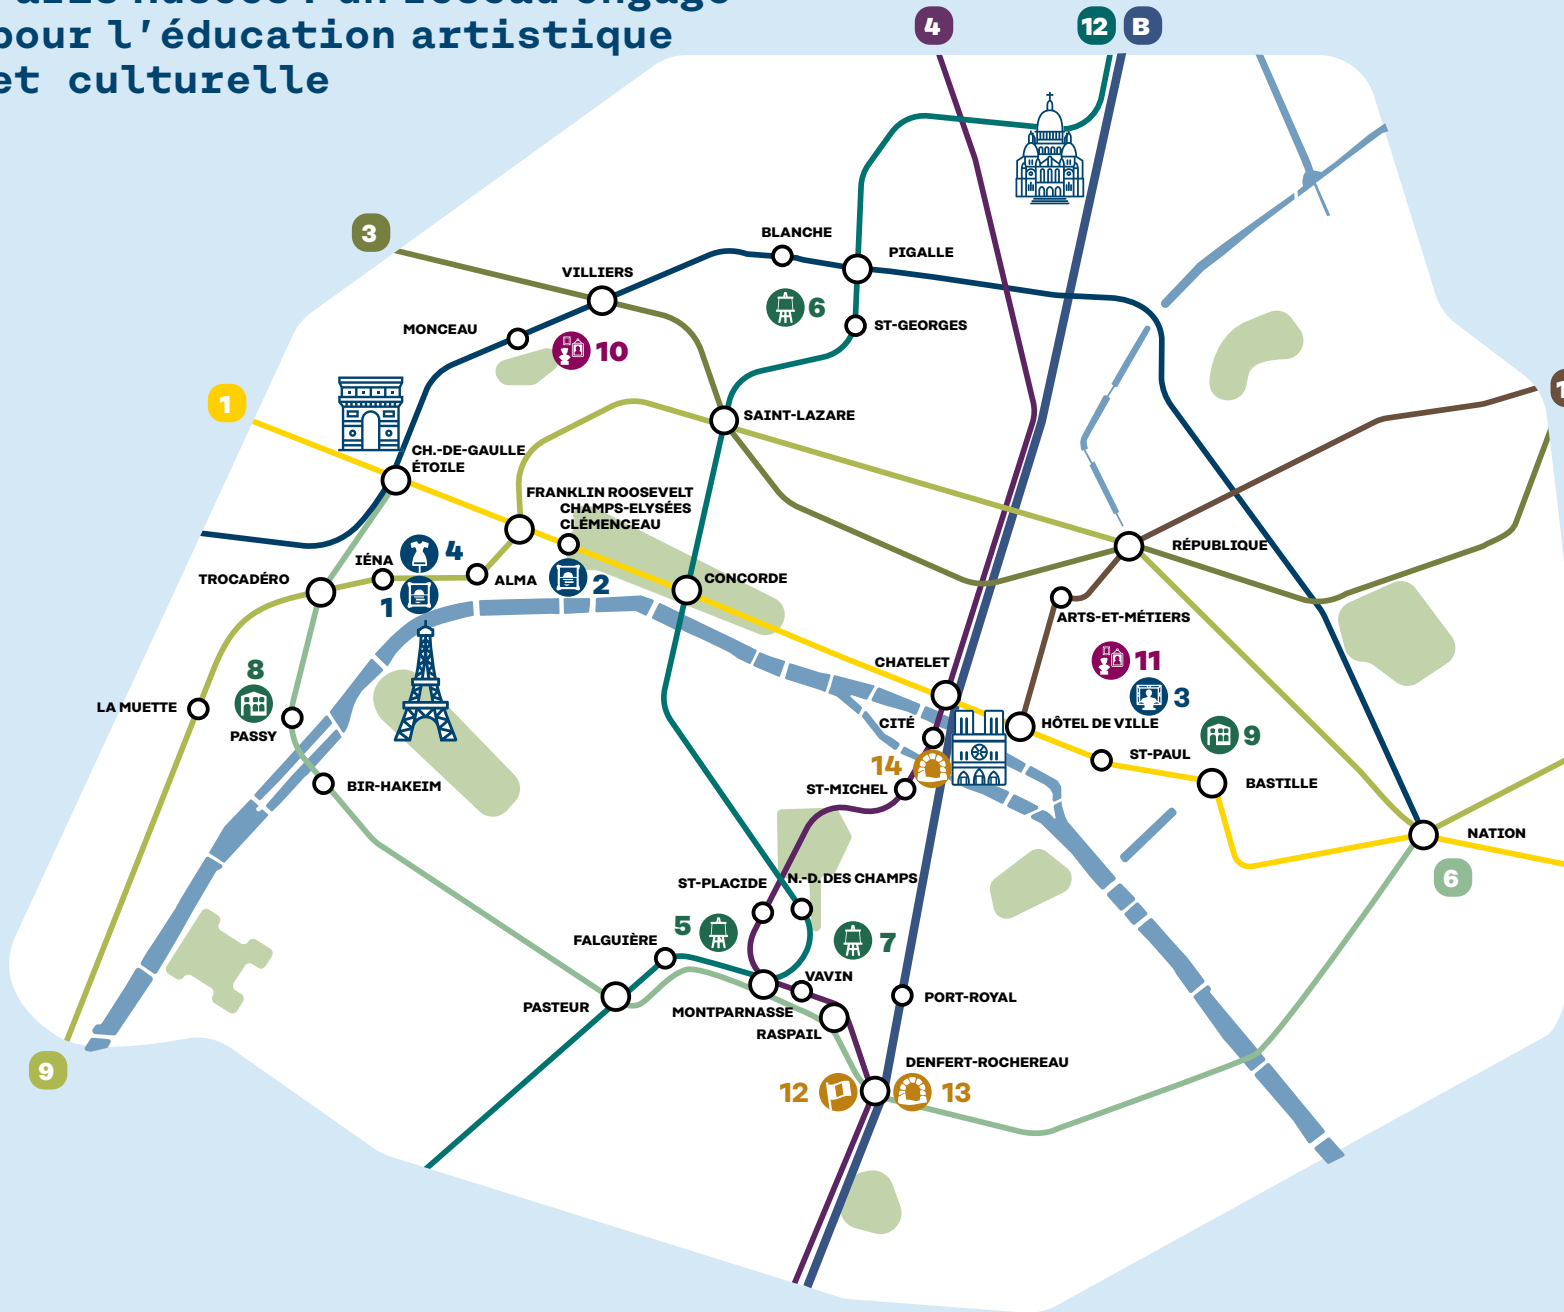 pour l'éducation artistique
et culturelle
4
12
B
3
BLANCHE
PIGALLE
VILLIERS
6
ST-GEORGES
MONCEAU
10
1
SAINT-LAZARE
CH.-DE-GAULLE
ÉTOILE
FRANKLIN ROOSEVELT
CHAMPS-ELYSÉES
CLÉMENCEAU
IÉNA
4
TROCADÉRO
ALMA
1
2
CONCORDE
RÉPUBLIQUE
ARTS-ET-MÉTIERS
CHATELET
11
3
8
LA MUETTE
PASSY
CITÉ
HÔTEL DE VILLE
9
ST-PAUL
14
BIR-HAKEIM
ST-MICHEL
BASTILLE
NATION
6
ST-PLACIDE
N.-D. DES CHAMPS
5
FALGUIÈRE
7
VAVIN
PASTEUR
MONTPARNASSE
PORT-ROYAL
RASPAIL
9
DENFERT-ROCHEREAU
12
13